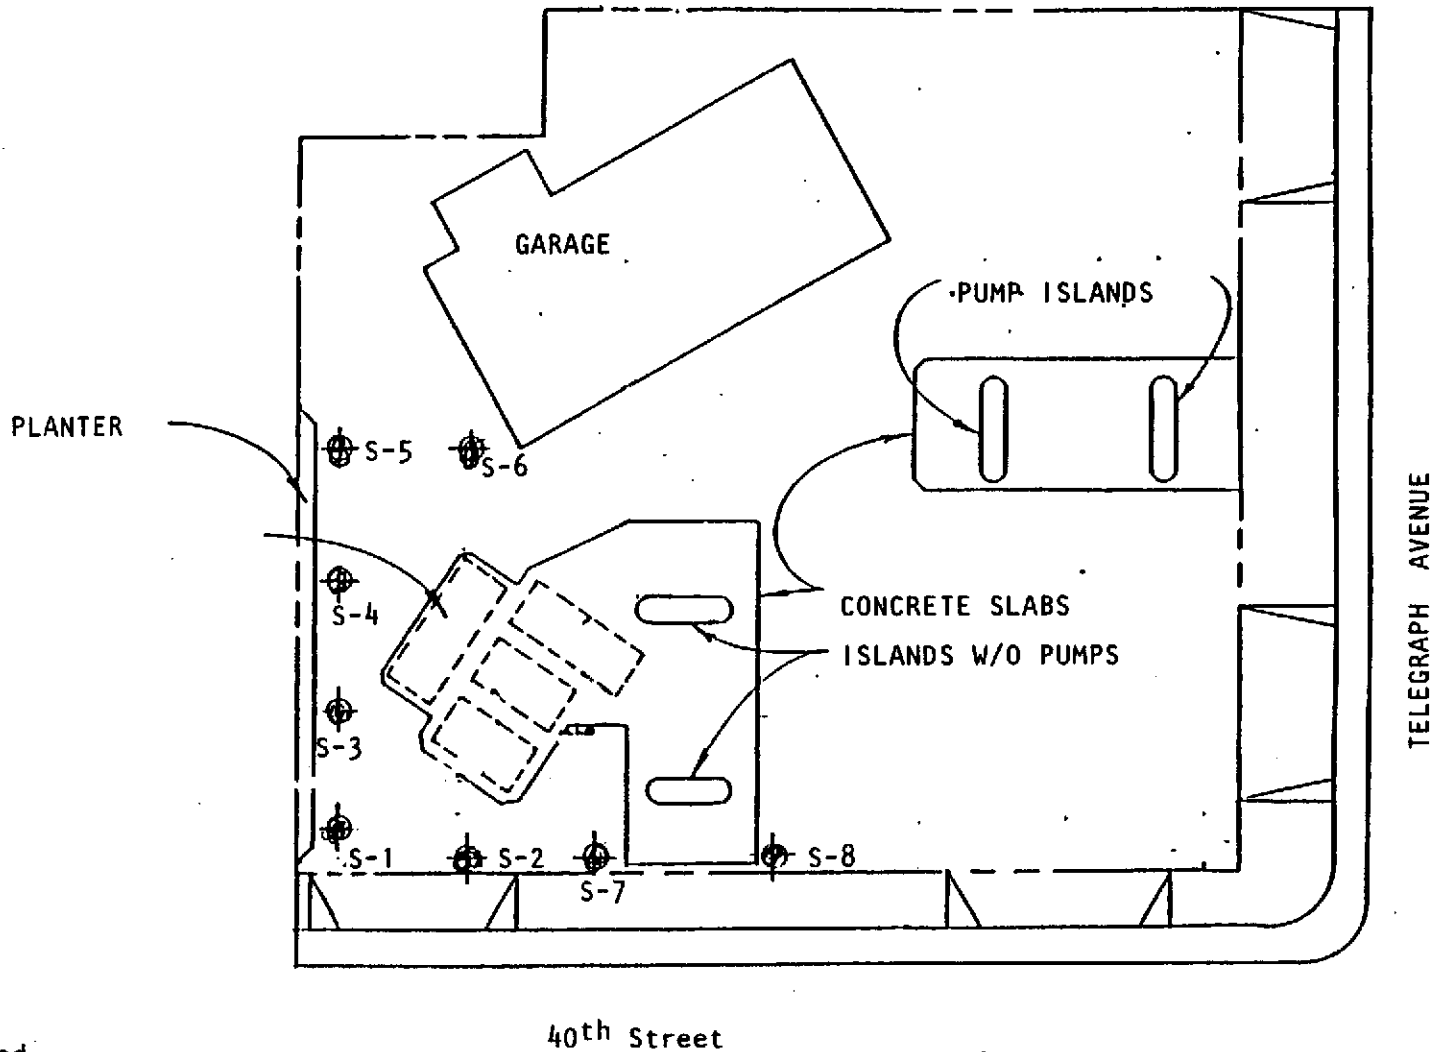 GARAGE
PUMP ISLANDS
PLANTER
S-5
S-6
S-4
CONCRETE SLABS
ISLANDS W/O PUMPS
TELEGRAPH AVENUE
S-3
S-1
S-2
S-8
S-7
40th Street